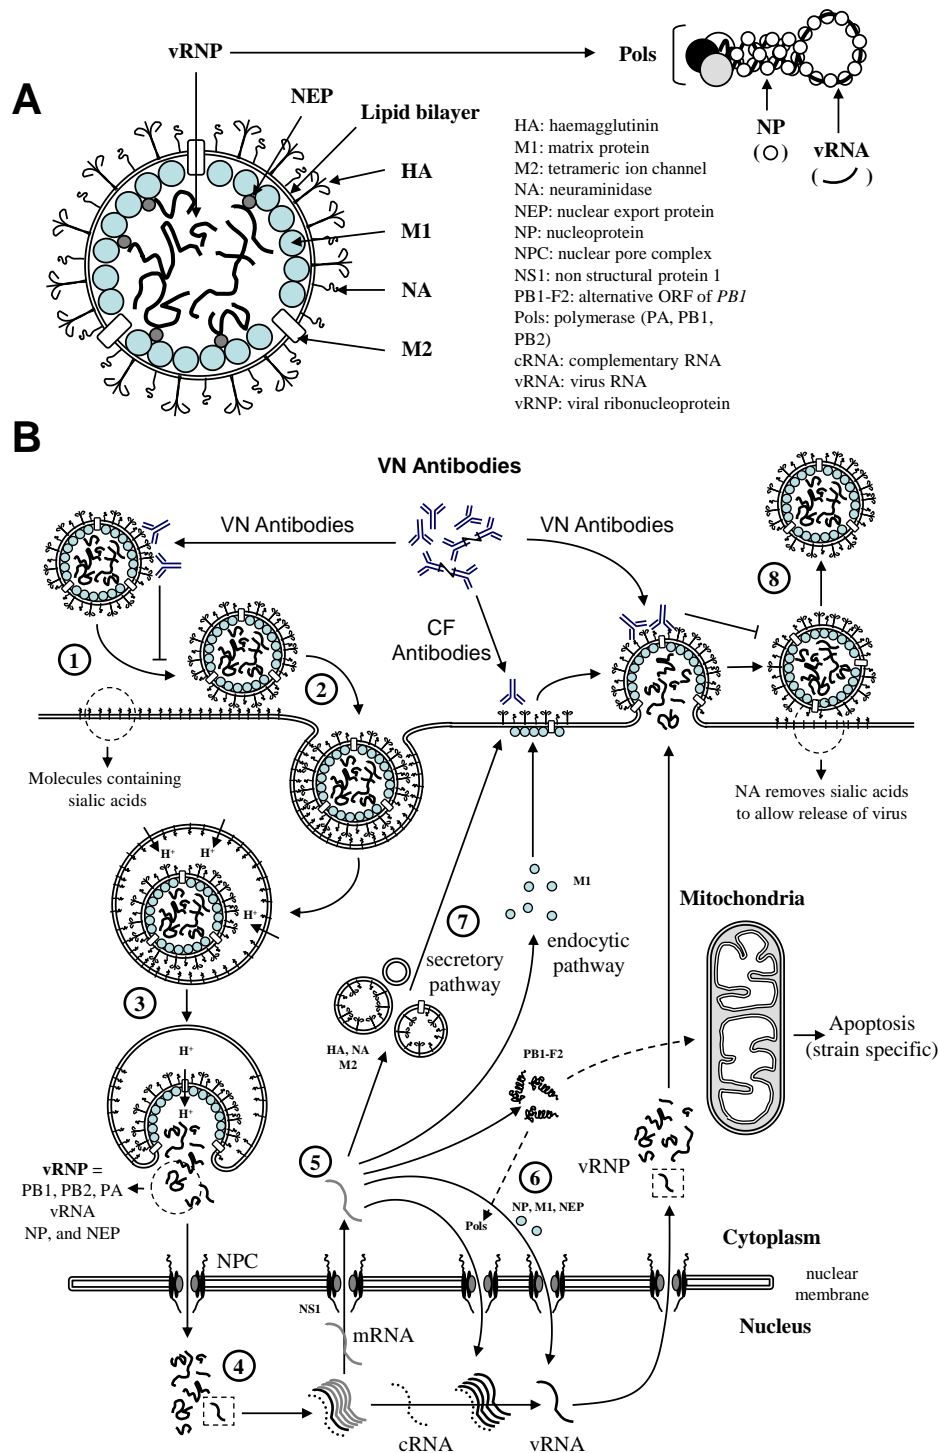 vRNP
Pols
A
NEP
Lipid bilayer
HA
M1
NA
M2
NP
( )
vRNA
( )
HA: haemagglutinin
M1: matrix protein
M2: tetrameric ion channel
NA: neuraminidase
NEP: nuclear export protein
NP: nucleoprotein
NPC: nuclear pore complex
NS1: non structural protein 1
PB1-F2: alternative ORF of PB1
Pols: polymerase (PA, PB1,
PB2)
cRNA: complementary RNA
vRNA: virus RNA
vRNP: viral ribonucleoprotein
B
VN Antibodies
VN Antibodies
VN Antibodies
CF
Antibodies
1
2
8
Molecules containing
sialic acids
NA removes sialic acids
to allow release of virus
H+
H+
H+
3
7
secretory
pathway
M1
endocytic
pathway
Mitochondria
Apoptosis
(strain specific)
HA, NA
M2
PB1-F2
H+
H+
vRNP =
PB1, PB2, PA
vRNA
NP, and NEP
5
6
NP, M1, NEP
Pols
vRNP
Cytoplasm
NPC
nuclear
membrane
NS1
Nucleus
mRNA
4
cRNA
vRNA